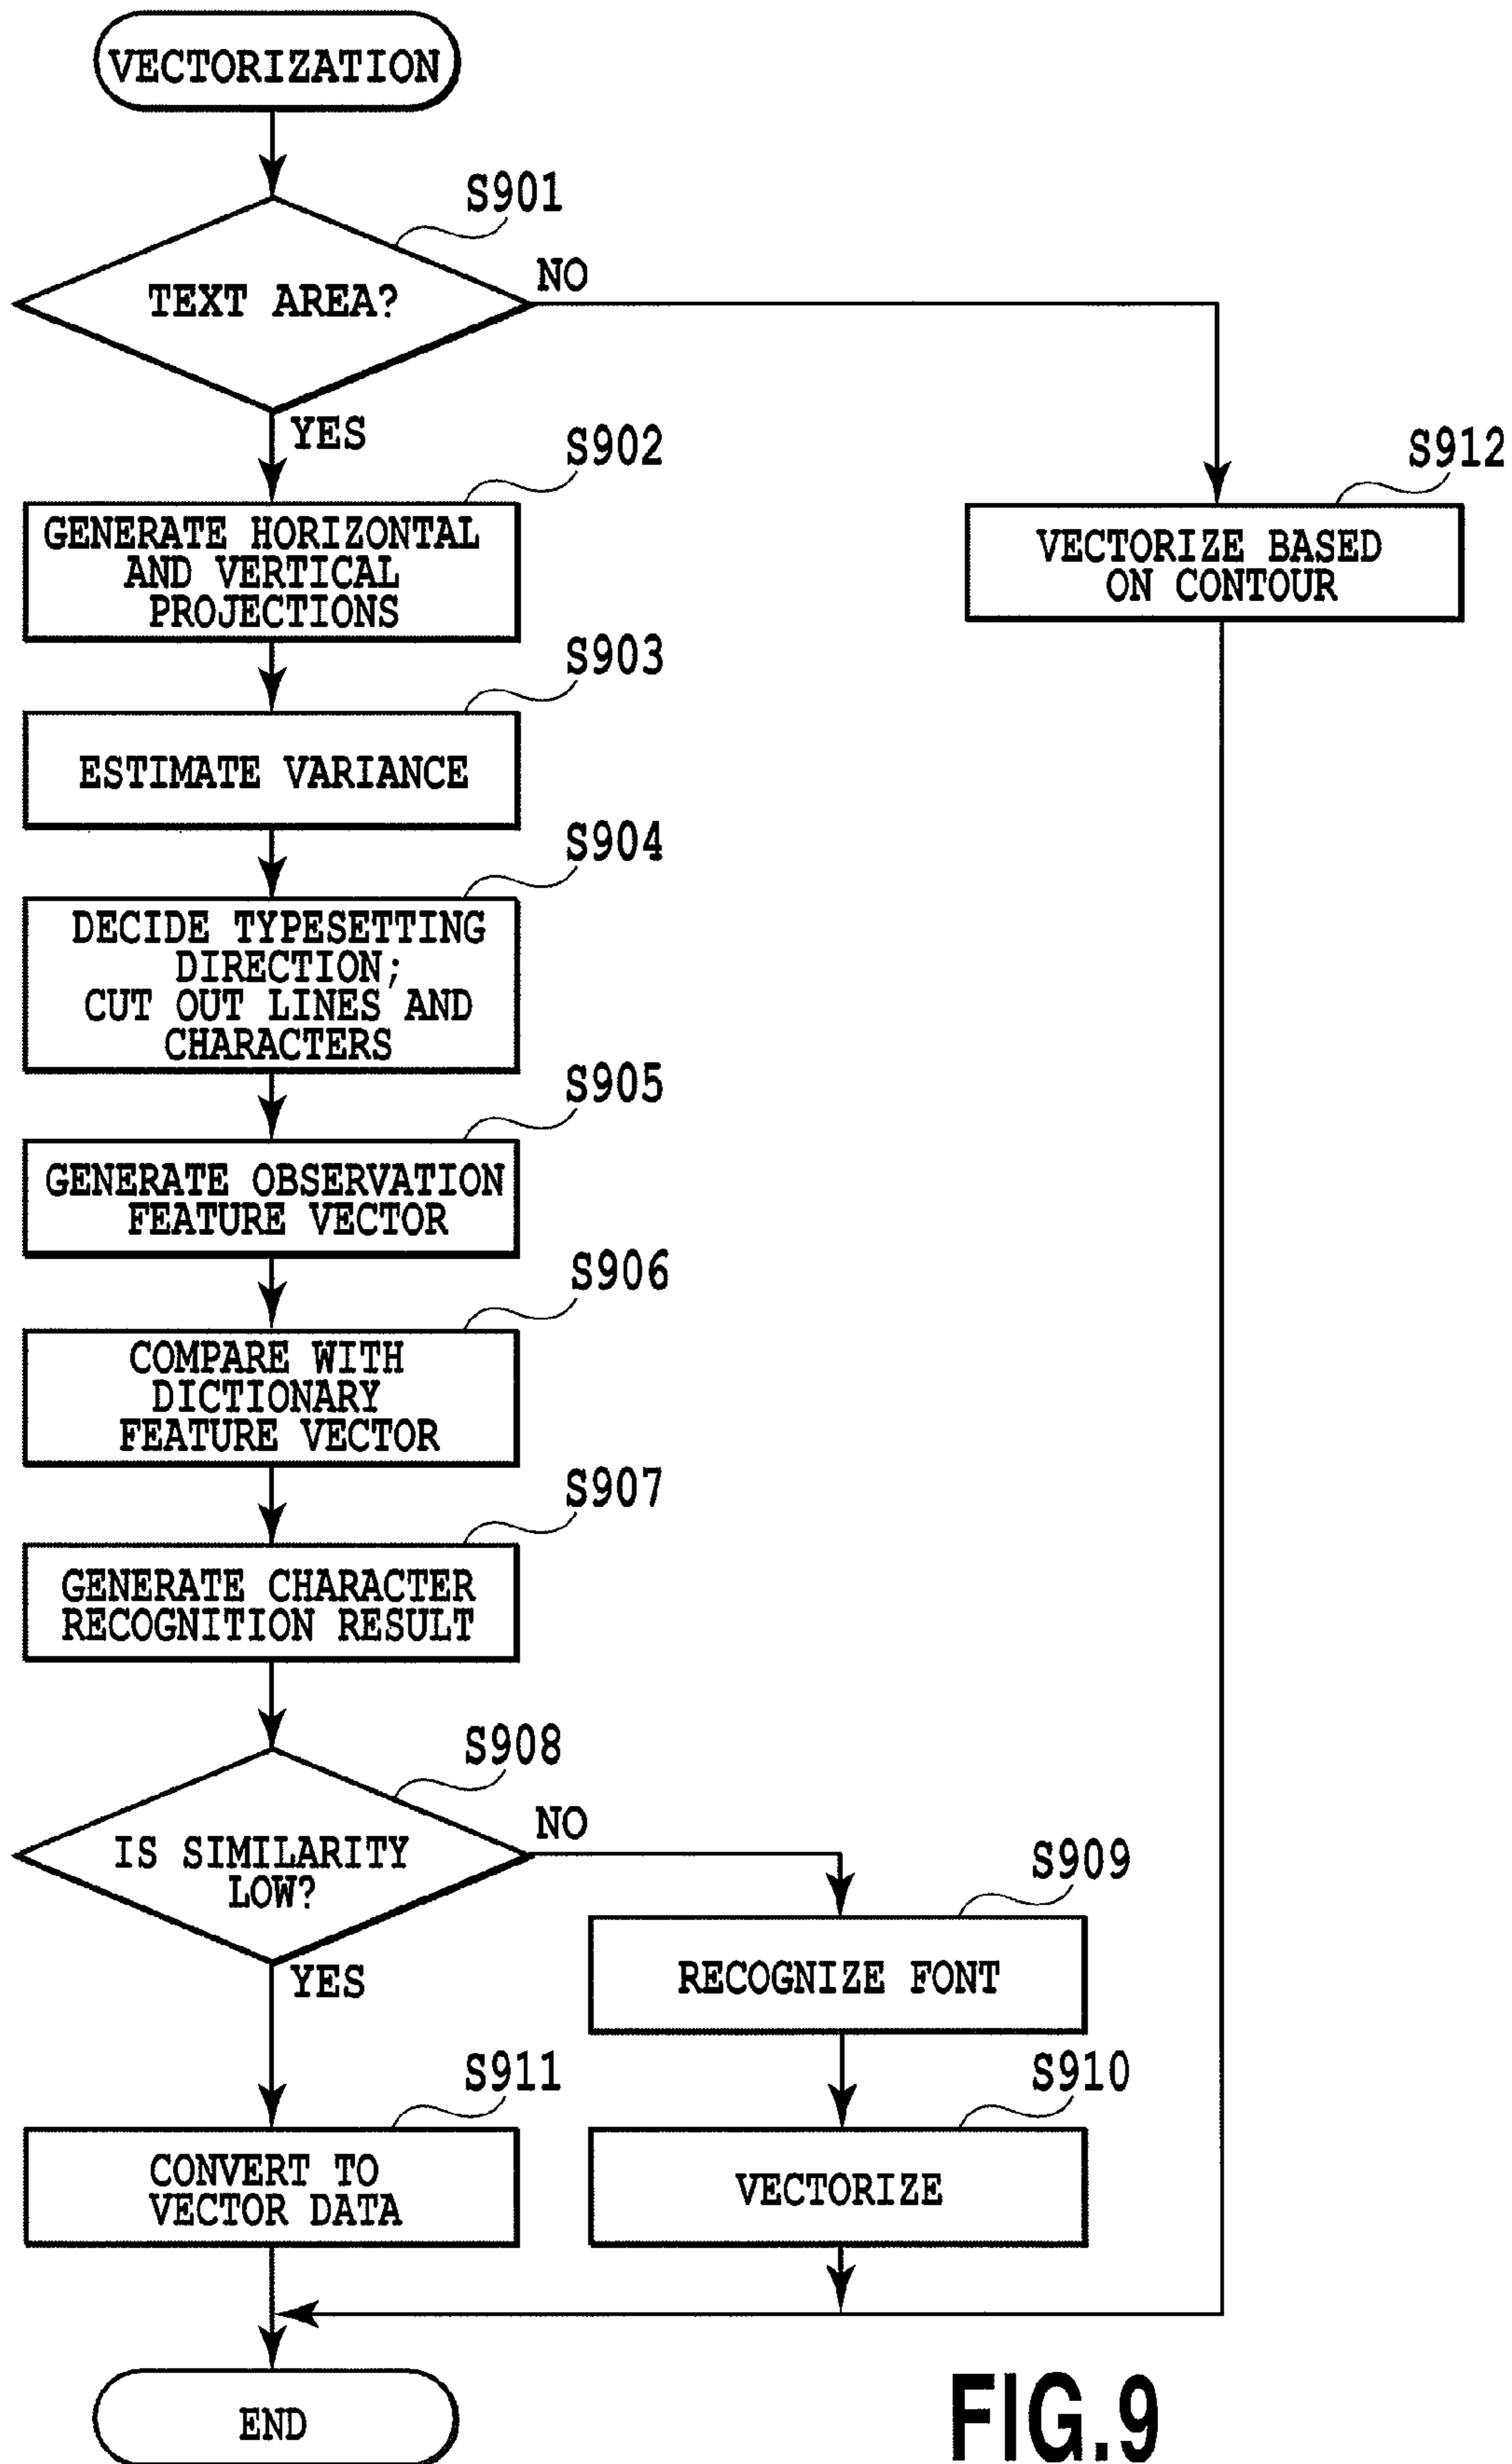 VECTORIZATION
S901
TEXT AREA?
NO
YES
S902
GENERATE HORIZONTAL
AND VERTICAL
PROJECTIONS
S912
VECTORIZE BASED
ON CONTOUR
S903
ESTIMATE VARIANCE
S904
DECIDE TYPESETTING
DIRECTION;
CUT OUT LINES AND
CHARACTERS
S905
GENERATE OBSERVATION
FEATURE VECTOR
S906
COMPARE WITH
DICTIONARY
FEATURE VECTOR
S907
GENERATE CHARACTER
RECOGNITION RESULT
S908
IS SIMILARITY
LOW?
NO
YES
S909
RECOGNIZE FONT
S911
CONVERT TO
VECTOR DATA
S910
VECTORIZE
END
FIG.9